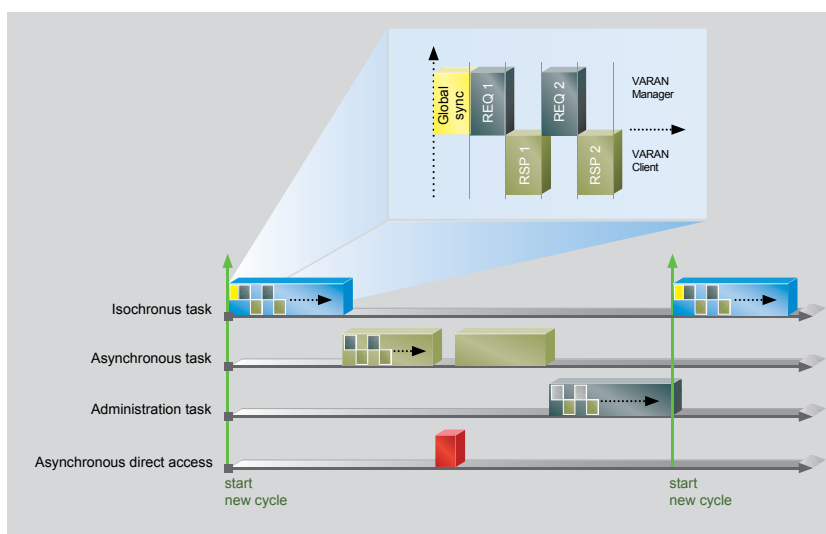 Global
sync
REQ 1
RSP 1
REQ 2
RSP 2
VARAN
Manager
VARAN
Client
Isochronus task
Asynchronous task
Administration task
Asynchronous direct access
start
new cycle
start
new cycle